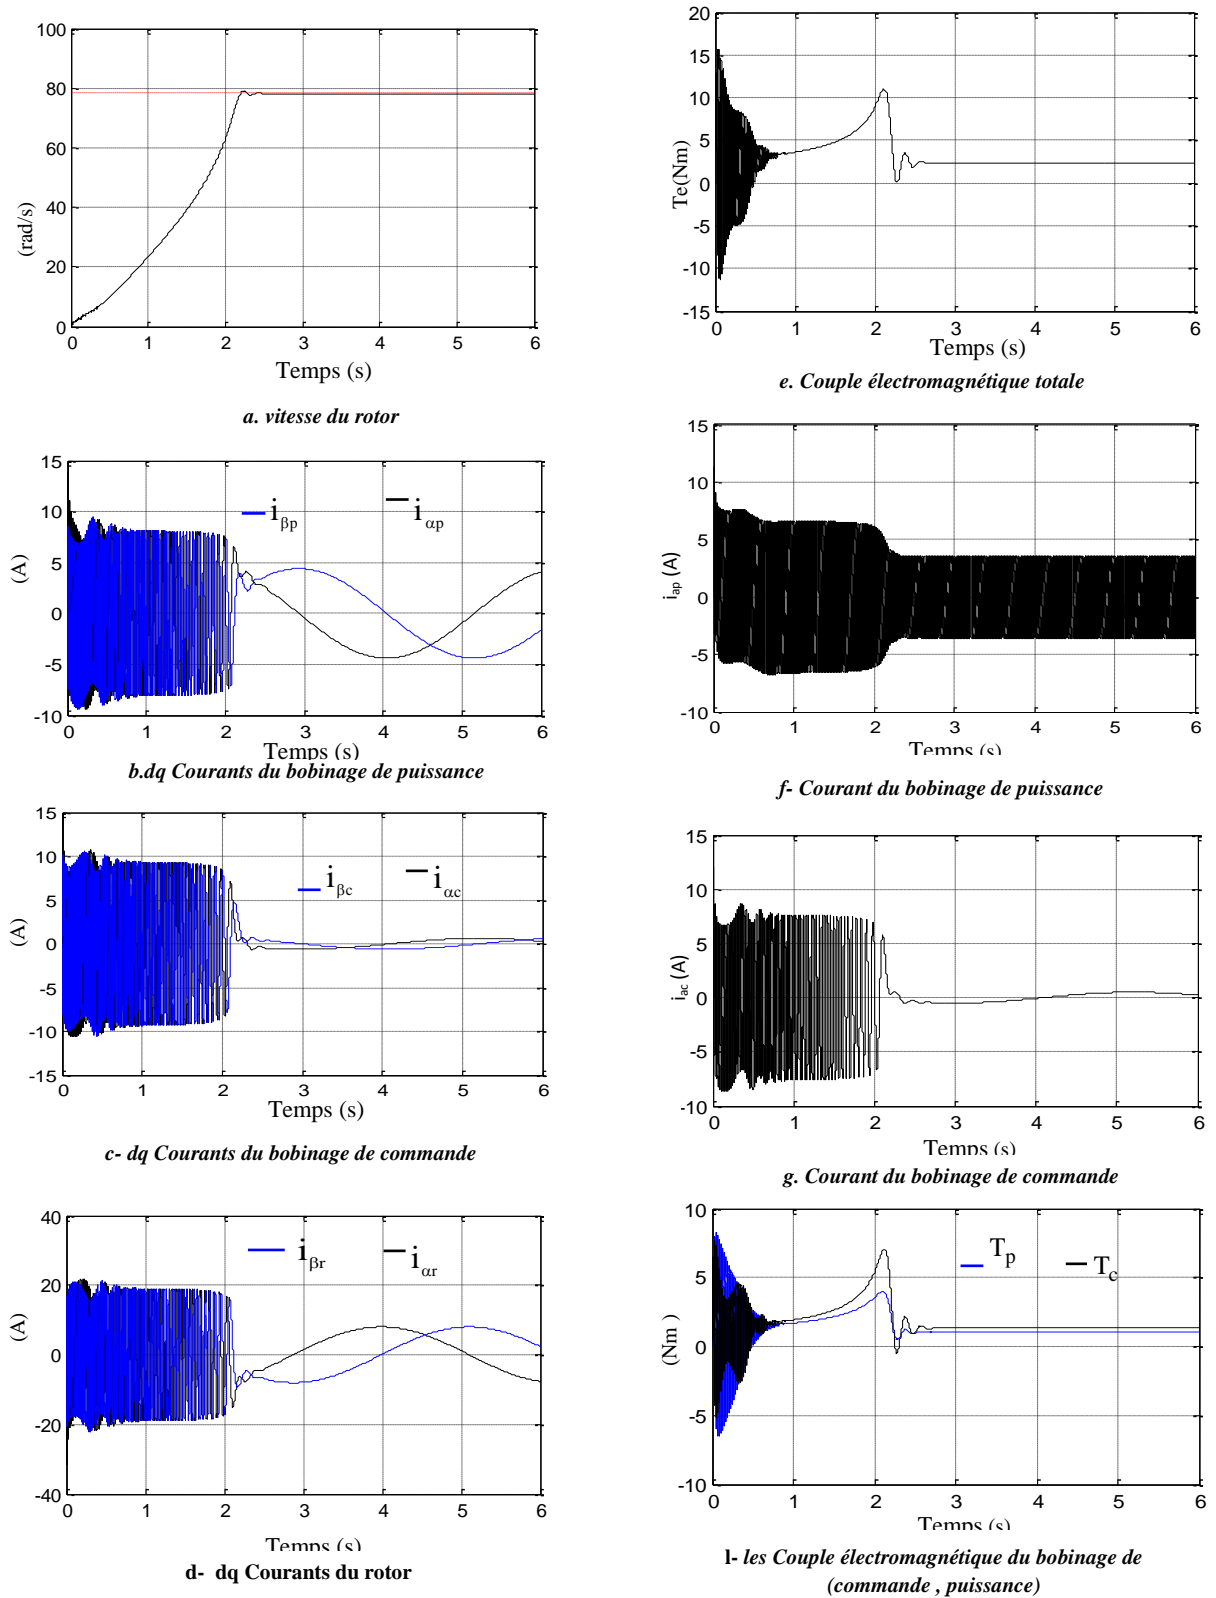 100
80
60
40
20
0
(rad/s)
0 1 2 3 4 5 6
Temps (s)
a. vitesse du rotor
15
10
5
0
-5
-10
(A)
iβp
iαp
0 1 2 3 4 5 6
Temps (s)
b.dq Courants du bobinage de puissance
15
10
5
0
-5
-10
-15
(A)
iβc
iαc
0 1 2 3 4 5 6
Temps (s)
c- dq Courants du bobinage de commande
40
20
0
-20
-40
(A)
iβr
iαr
0 1 2 3 4 5 6
Temps (s)
d- dq Courants du rotor
20
15
10
5
0
-5
-10
-15
Te(Nm)
0 1 2 3 4 5 6
Temps (s)
e. Couple électromagnétique totale
15
10
5
0
-5
-10
iap (A)
0 1 2 3 4 5 6
Temps (s)
f- Courant du bobinage de puissance
15
10
5
0
-5
-10
iac (A)
0 1 2 3 4 5 6
Temps (s)
g. Courant du bobinage de commande
10
5
0
-5
-10
(Nm )
Tp
Tc
0 1 2 3 4 5 6
Temps (s)
l- les Couple électromagnétique du bobinage de
(commande , puissance)